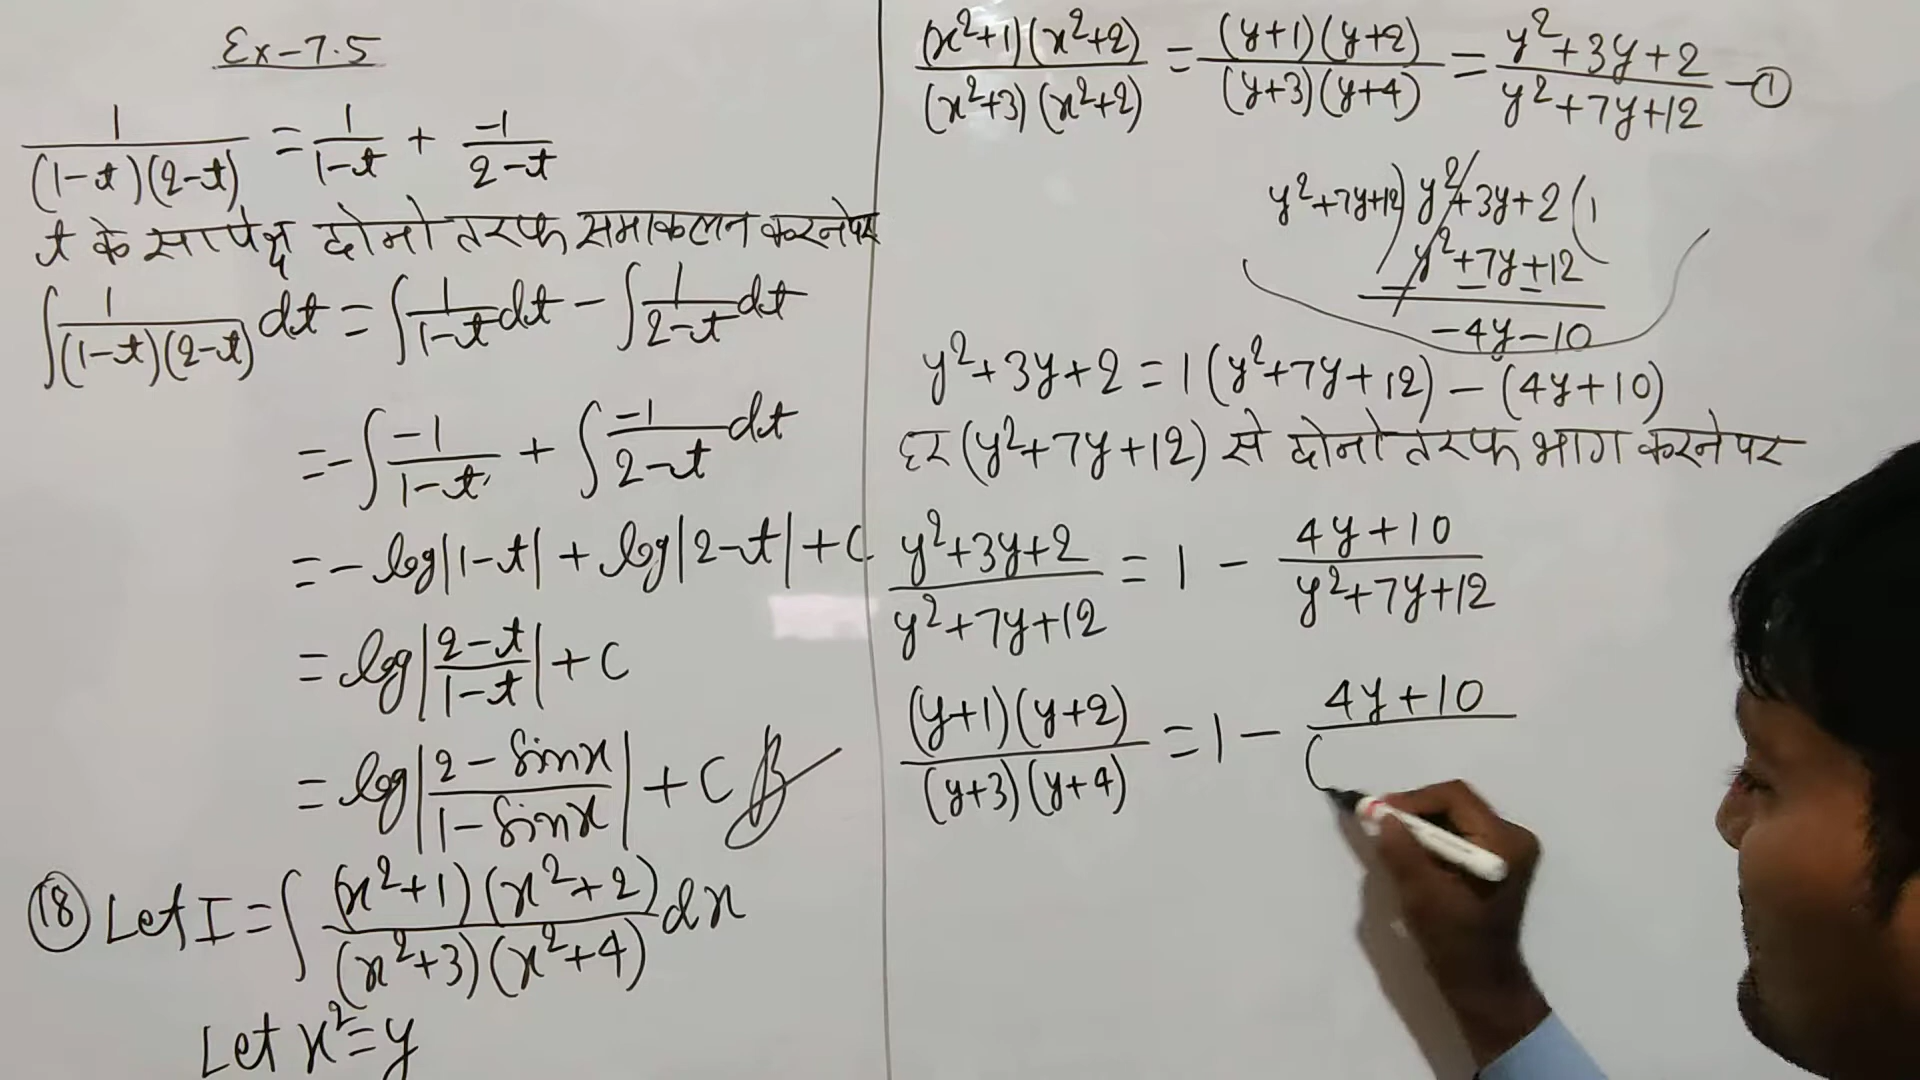 Ex-7.5
1/((1-t)(2-t)) = 1/(1-t) + -1/(2-t)
t के सापेक्ष दोनो तरफ समाकलन करने पर
∫ 1/((1-t)(2-t)) dt = ∫ 1/(1-t) dt - ∫ 1/(2-t) dt
= -∫ -1/(1-t) + ∫ -1/(2-t) dt
= - log|1-t| + log|2-t| + C
= log|(2-t)/(1-t)| + C
= log|(2-sinx)/(1-sinx)| + C B
(18) Let I = ∫ (x²+1)(x²+2)/((x²+3)(x²+4)) dx
Let x² = y
(x²+1)(x²+2)/((x²+3)(x²+2)) = (y+1)(y+2)/((y+3)(y+4)) = (y²+3y+2)/(y²+7y+12) -①
y²+7y+12) y²+3y+2 (1
y²+7y+12
-4y-10
y²+3y+2 = 1(y²+7y+12) - (4y+10)
हर (y²+7y+12) से दोनो तरफ भाग करने पर
(y²+3y+2)/(y²+7y+12) = 1 - (4y+10)/(y²+7y+12)
(y+1)(y+2)/((y+3)(y+4)) = 1 - (4y+10)/(